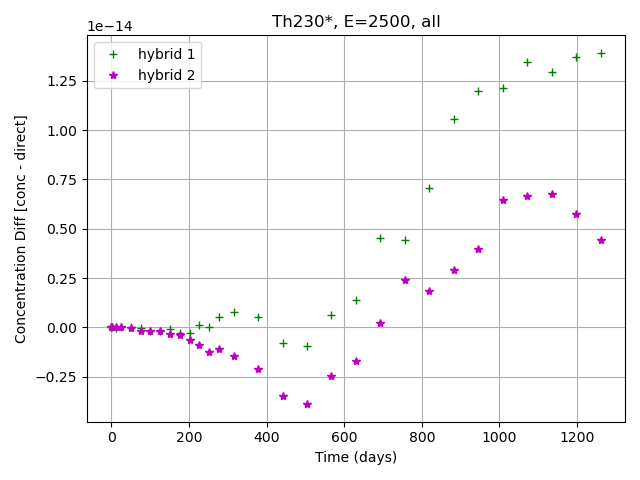 Th230*, E=2500, all
1e−14
hybrid 1
hybrid 2
1.25
1.00
0.75
0.50
0.25
0.00
−0.25
Concentration Diff [conc - direct]
0 200 400 600 800 1000 1200
Time (days)